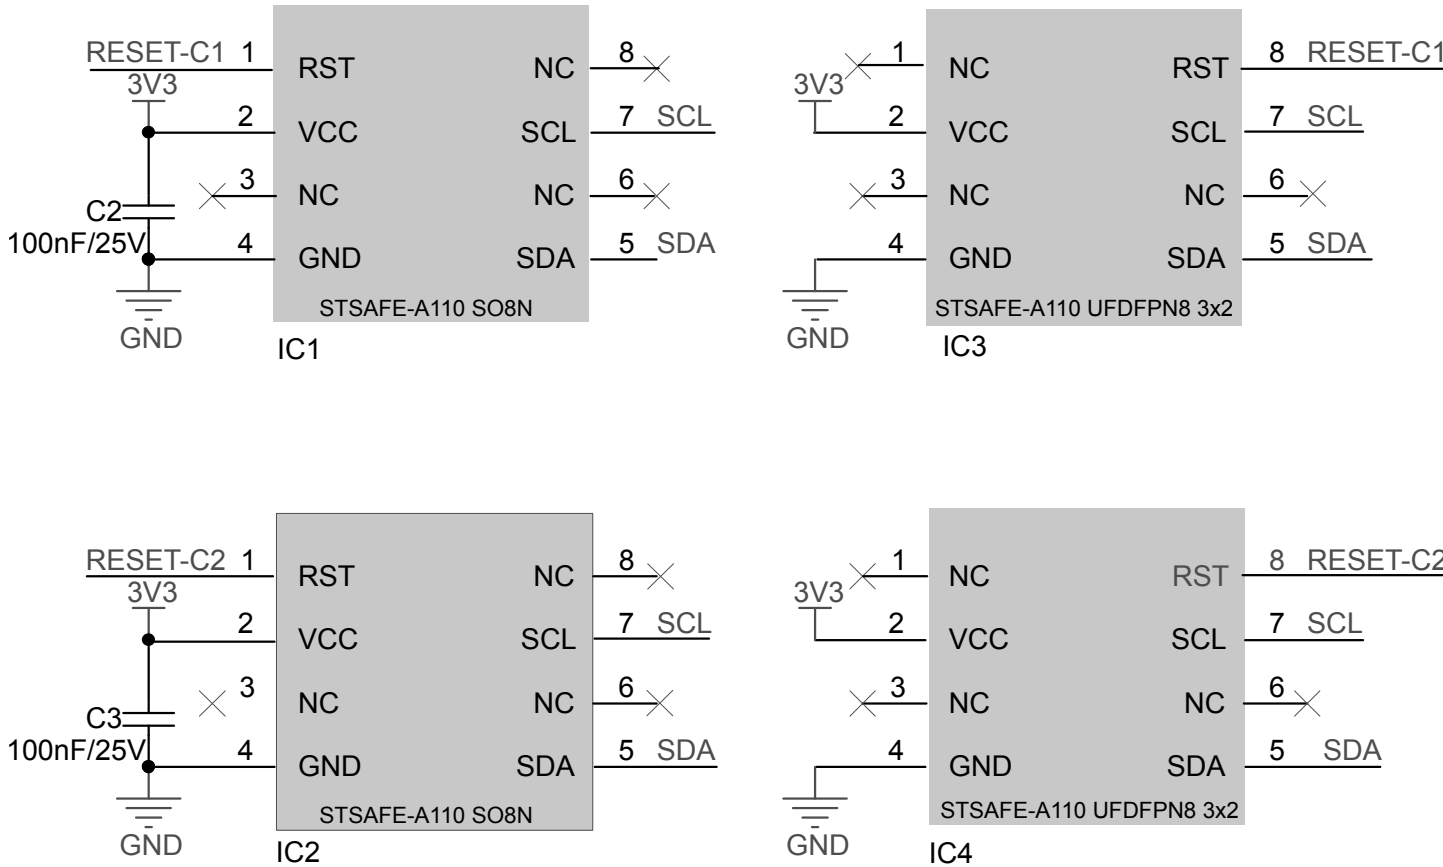 RESET-C1 1 RST NC 8
3V3
2 VCC SCL 7 SCL
3 NC NC 6
C2
100nF/25V 4 GND SDA 5 SDA
STSAFE-A110 SO8N
GND
IC1
1 NC RST 8 RESET-C1
3V3
2 VCC SCL 7 SCL
3 NC NC 6
4 GND SDA 5 SDA
STSAFE-A110 UFDFPN8 3x2
GND
IC3
RESET-C2 1 RST NC 8
3V3
2 VCC SCL 7 SCL
3 NC NC 6
C3
100nF/25V 4 GND SDA 5 SDA
STSAFE-A110 SO8N
GND
IC2
1 NC RST 8 RESET-C2
3V3
2 VCC SCL 7 SCL
3 NC NC 6
4 GND SDA 5 SDA
STSAFE-A110 UFDFPN8 3x2
GND
IC4